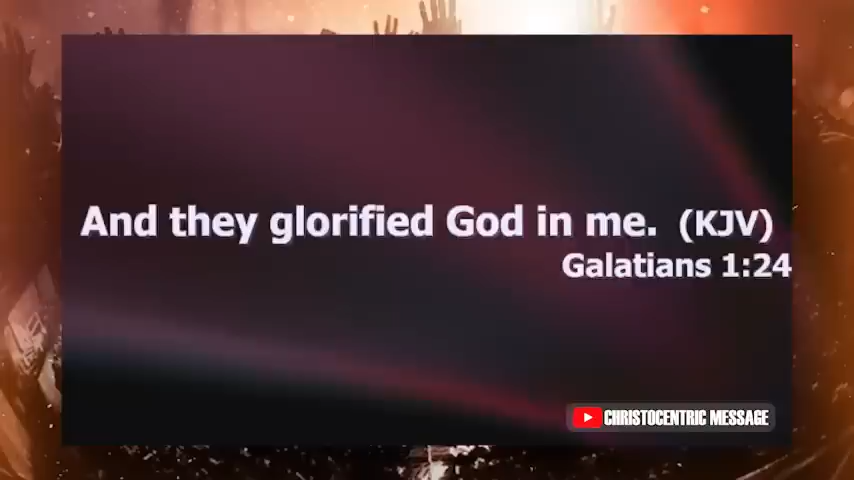 And they glorified God in me. (KJV)
Galatians 1:24
CHRISTOCENTRIC MESSAGE